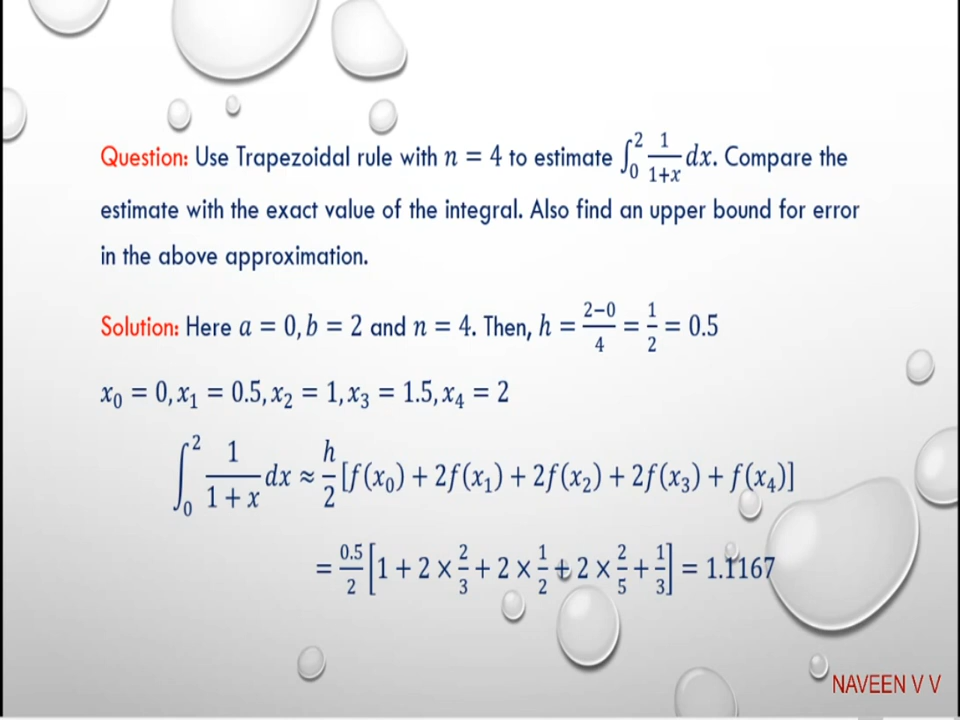 Question: Use Trapezoidal rule with n = 4 to estimate ∫₀² 1/(1+x) dx. Compare the
estimate with the exact value of the integral. Also find an upper bound for error
in the above approximation.
Solution: Here a = 0, b = 2 and n = 4. Then, h = (2−0)/4 = 1/2 = 0.5
x₀ = 0, x₁ = 0.5, x₂ = 1, x₃ = 1.5, x₄ = 2
∫₀² 1/(1 + x) dx ≈ h/2 [f(x₀) + 2f(x₁) + 2f(x₂) + 2f(x₃) + f(x₄)]
= 0.5/2 [1 + 2 × 2/3 + 2 × 1/2 + 2 × 2/5 + 1/3] = 1.1167
NAVEEN V V